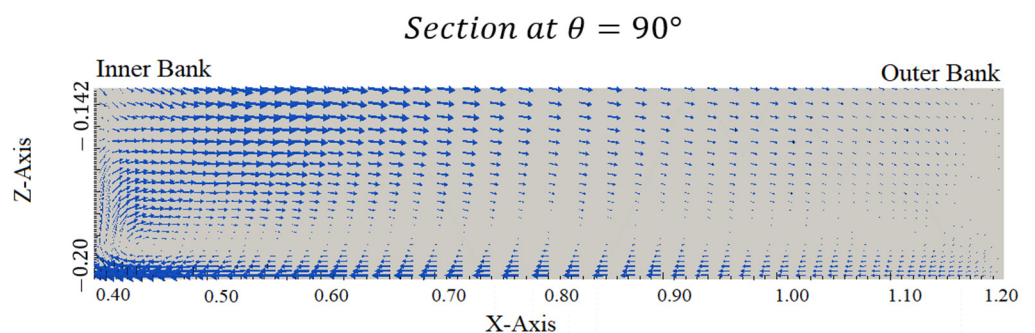 Section at θ = 90°
Inner Bank
Outer Bank
Z-Axis
− 0.142
−0.20
0.40 0.50 0.60 0.70 0.80 0.90 1.00 1.10 1.20
X-Axis